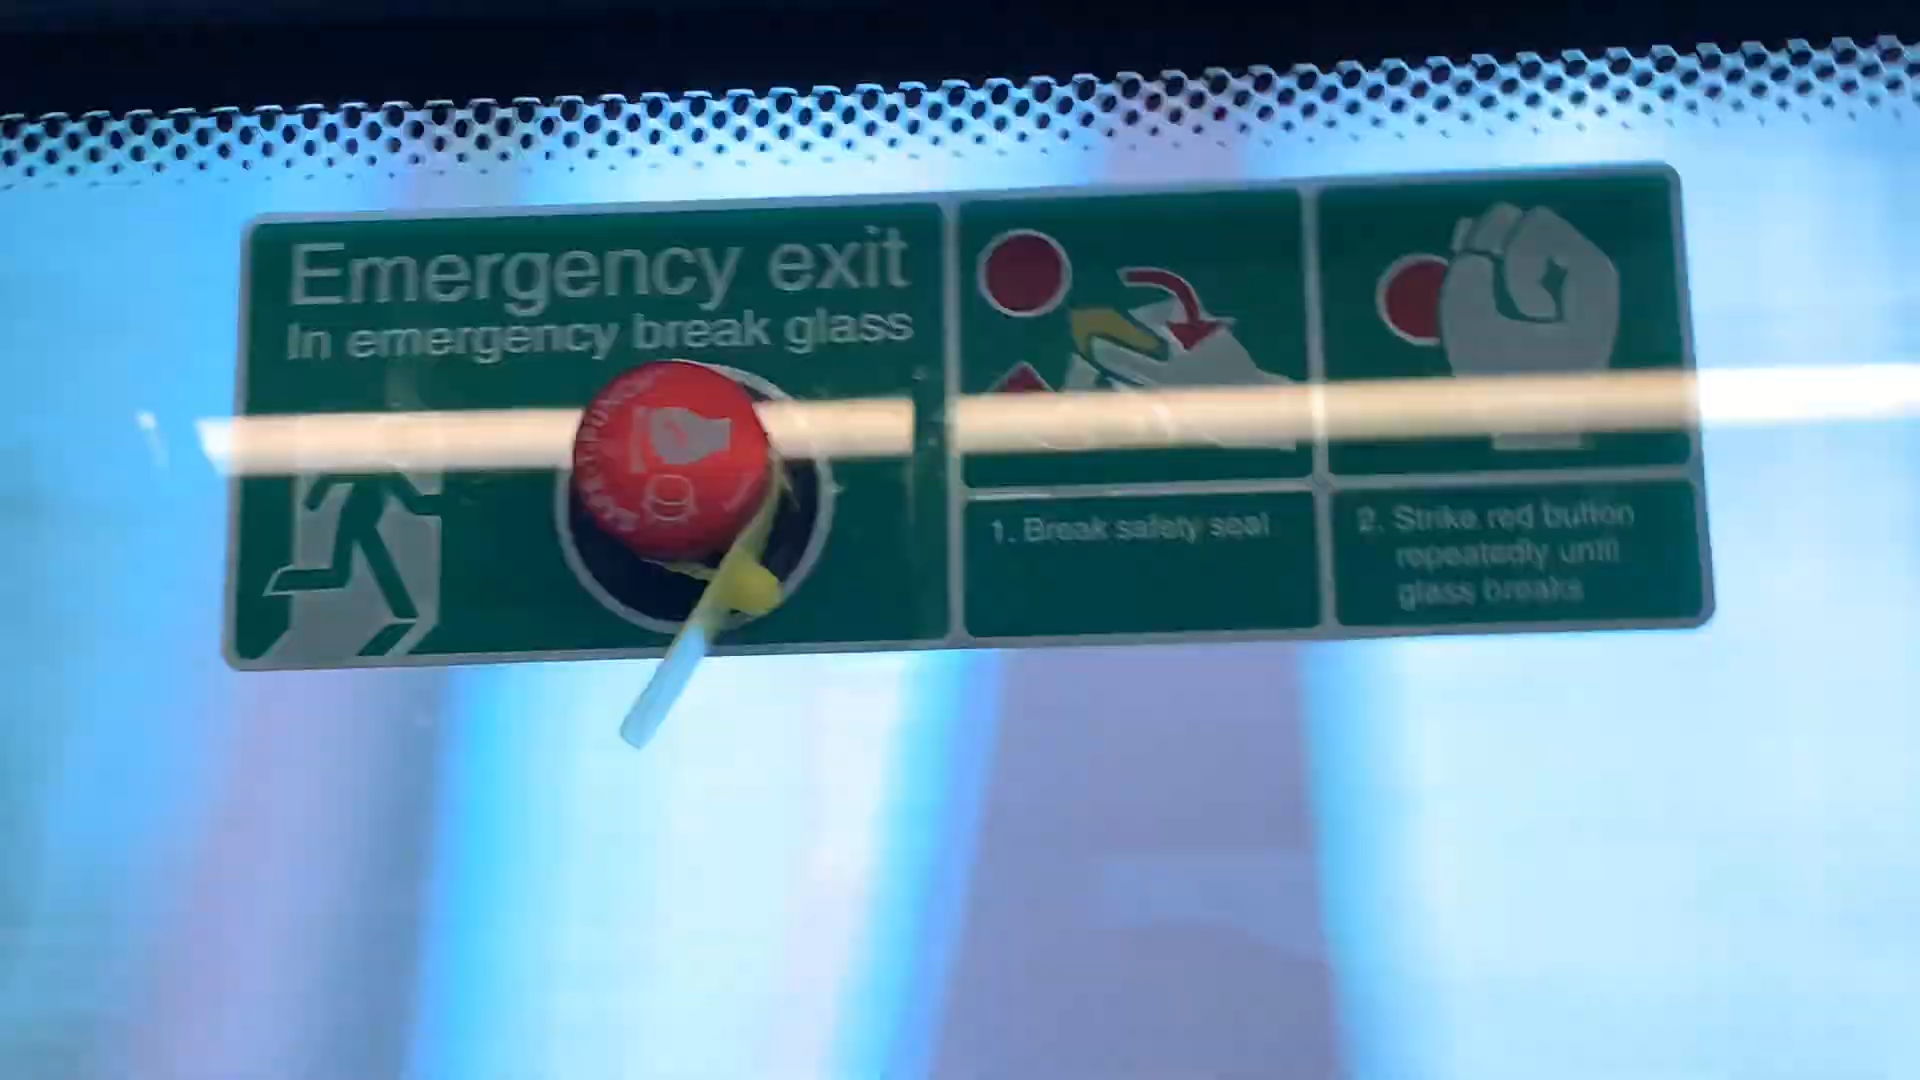 Emergency exit
In emergency break glass
1. Break safety seal
2. Strike red button
repeatedly until
glass breaks